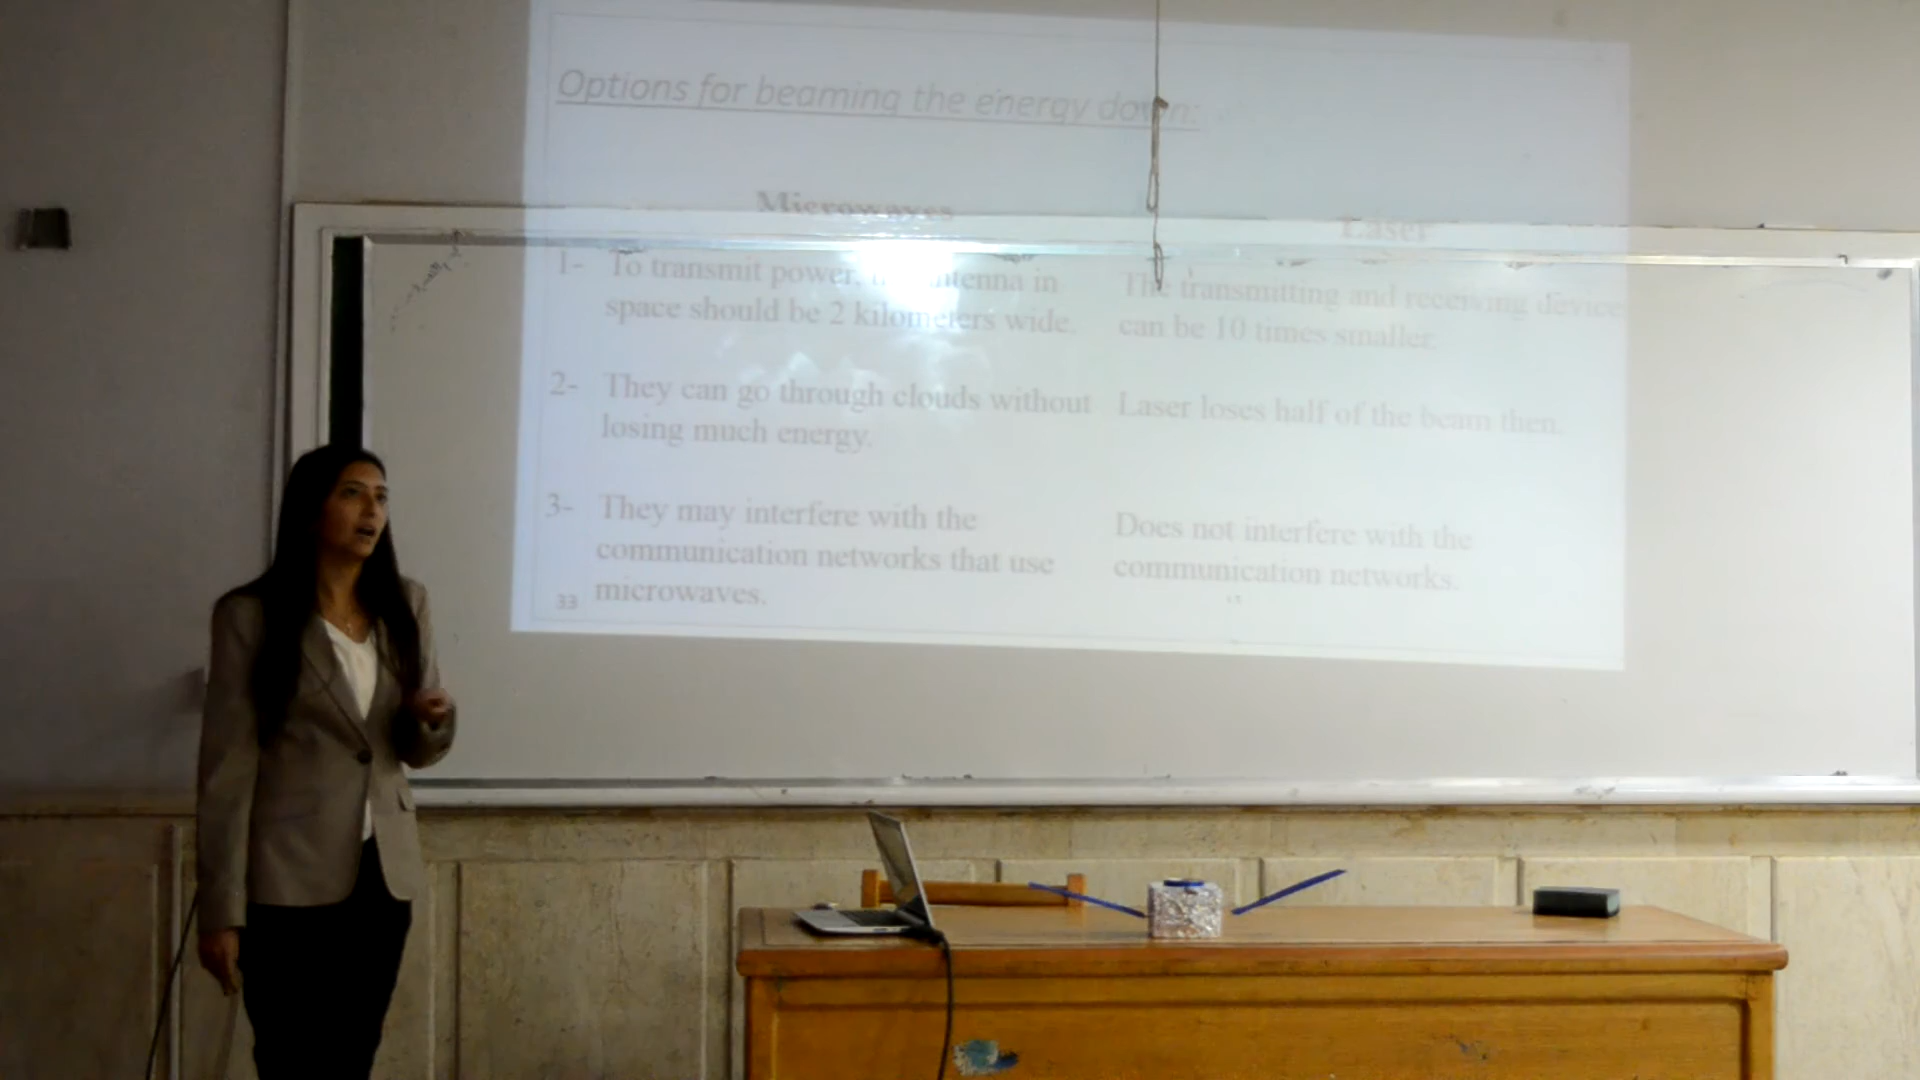 Options for beaming the energy down:
Microwaves
Laser
1- To transmit power, antenna in
space should be 2 kilometers wide.
The transmitting and receiving device
can be 10 times smaller.
2- They can go through clouds without
losing much energy.
Laser loses half of the beam then.
3- They may interfere with the
communication networks that use
microwaves.
Does not interfere with the
communication networks.
33